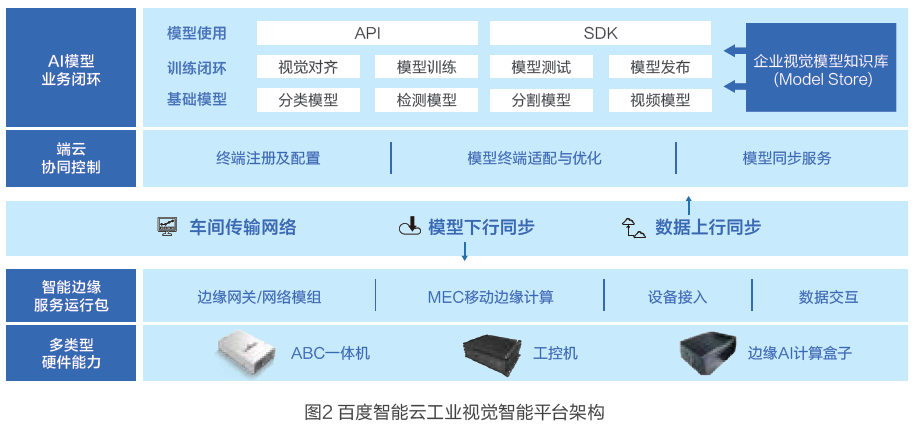 AI模型
业务闭环
模型使用
API
SDK
训练闭环
视觉对齐
模型训练
模型测试
模型发布
基础模型
分类模型
检测模型
分割模型
视频模型
企业视觉模型知识库
(Model Store)
端云
协同控制
终端注册及配置
模型终端适配与优化
模型同步服务
车间传输网络
模型下行同步
数据上行同步
智能边缘
服务运行包
边缘网关/网络模组
MEC移动边缘计算
设备接入
数据交互
多类型
硬件能力
ABC一体机
工控机
边缘AI计算盒子
图2 百度智能云工业视觉智能平台架构